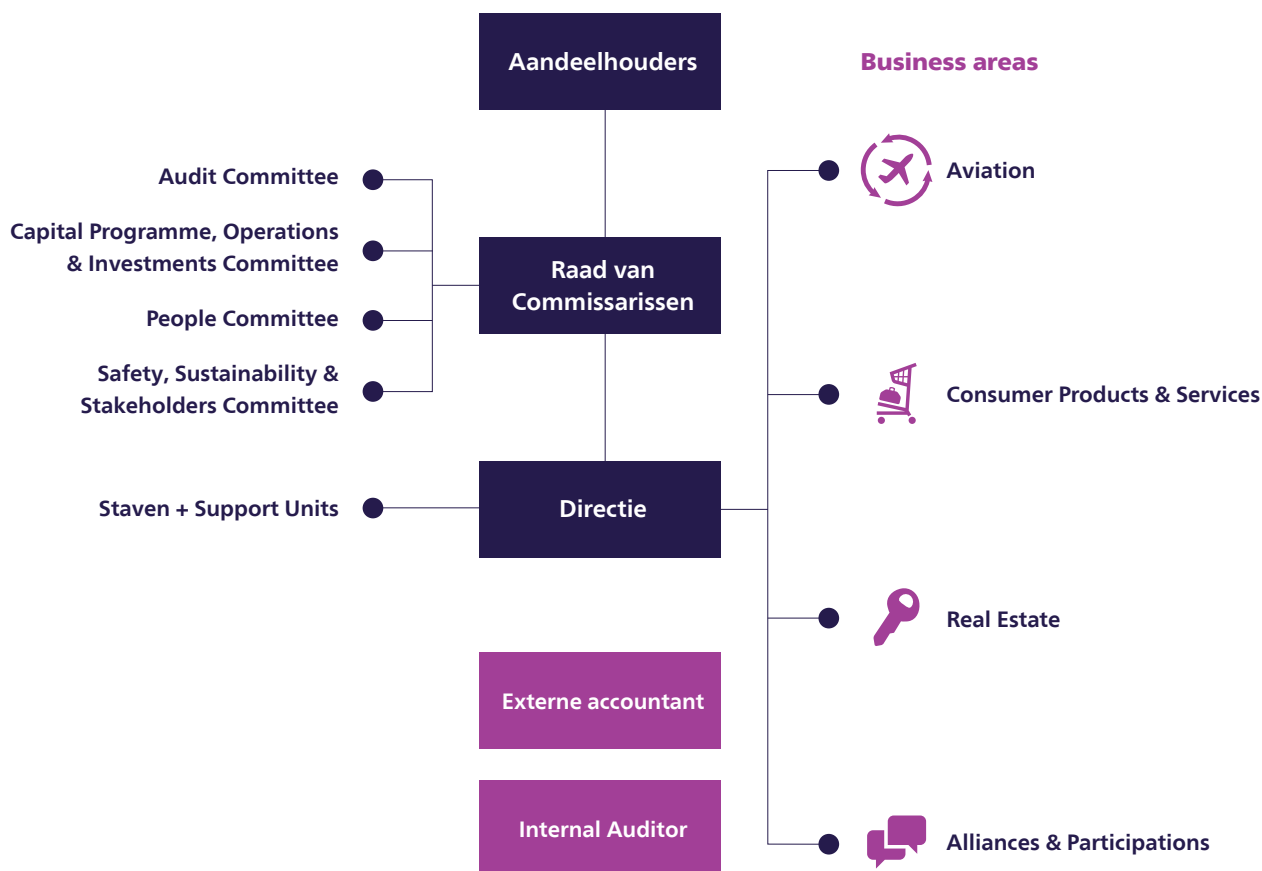 Aandeelhouders
Business areas
Audit Committee
Capital Programme, Operations
& Investments Committee
People Committee
Safety, Sustainability &
Stakeholders Committee
Raad van
Commissarissen
Staven + Support Units
Directie
Externe accountant
Internal Auditor
Aviation
Consumer Products & Services
Real Estate
Alliances & Participations